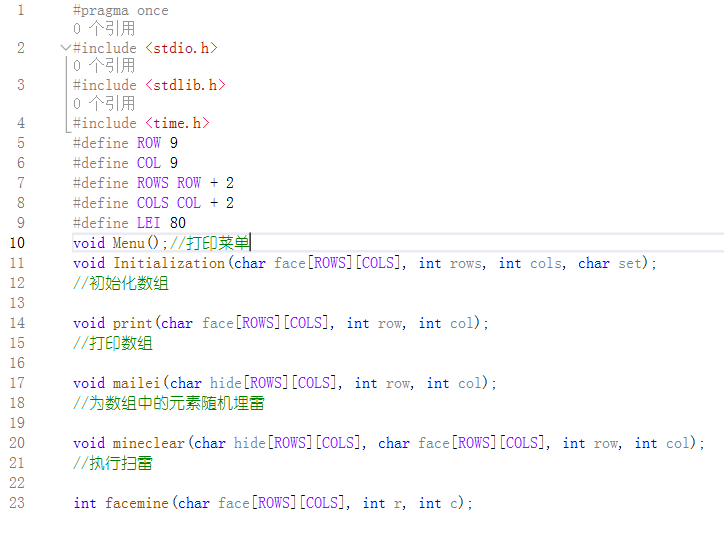 1 #pragma once
0 个引用
2 #include <stdio.h>
0 个引用
3 #include <stdlib.h>
0 个引用
4 #include <time.h>
5 #define ROW 9
6 #define COL 9
7 #define ROWS ROW + 2
8 #define COLS COL + 2
9 #define LEI 80
10 void Menu();//打印菜单
11 void Initialization(char face[ROWS][COLS], int rows, int cols, char set);
12 //初始化数组
13
14 void print(char face[ROWS][COLS], int row, int col);
15 //打印数组
16
17 void mailei(char hide[ROWS][COLS], int row, int col);
18 //为数组中的元素随机埋雷
19
20 void mineclear(char hide[ROWS][COLS], char face[ROWS][COLS], int row, int col);
21 //执行扫雷
22
23 int facemine(char face[ROWS][COLS], int r, int c);